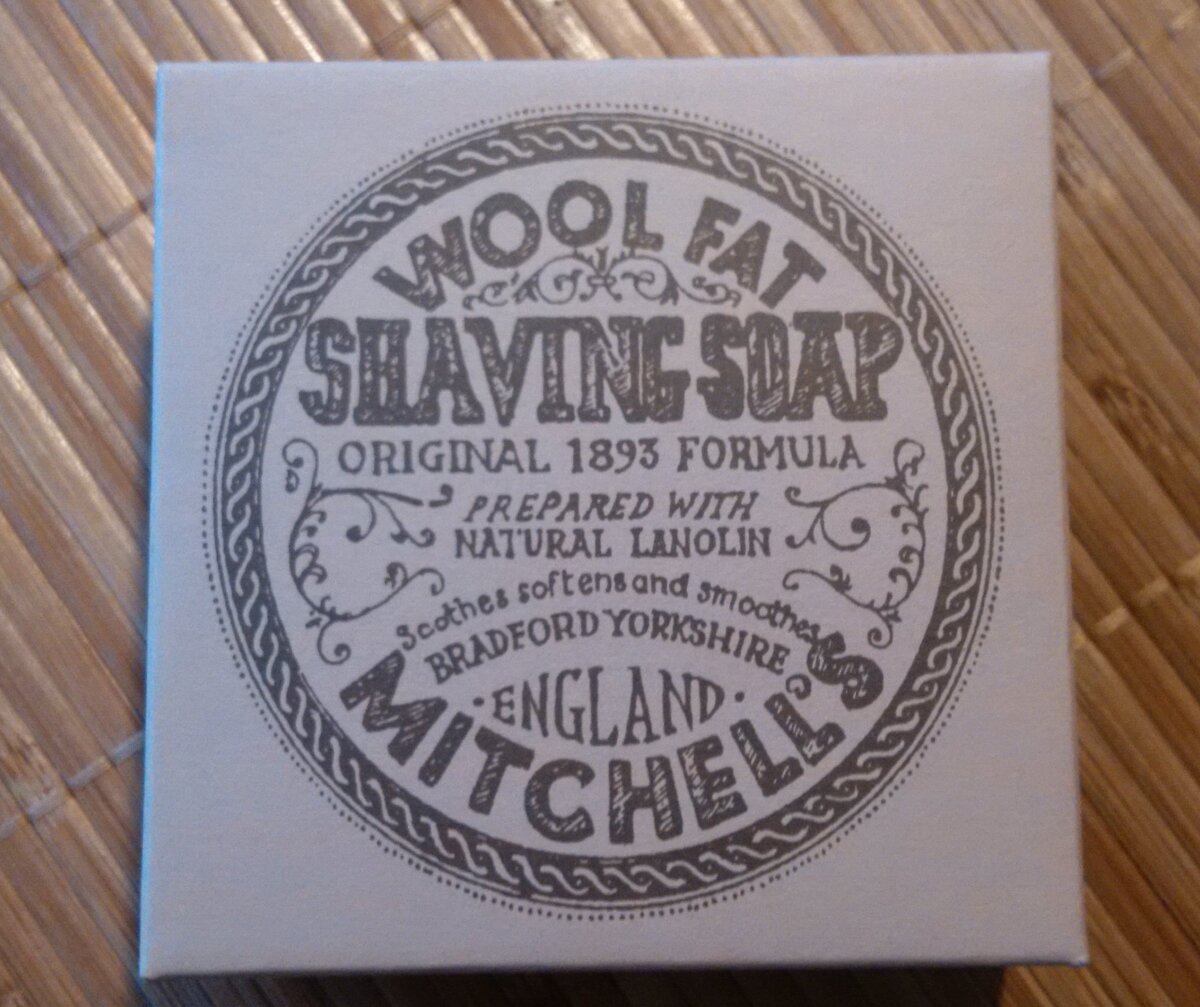 WOOL FAT
SHAVING SOAP
ORIGINAL 1893 FORMULA
PREPARED WITH
NATURAL LANOLIN
Soothes softens and smoothes
BRADFORD YORKSHIRE
·ENGLAND·
MITCHELL'S